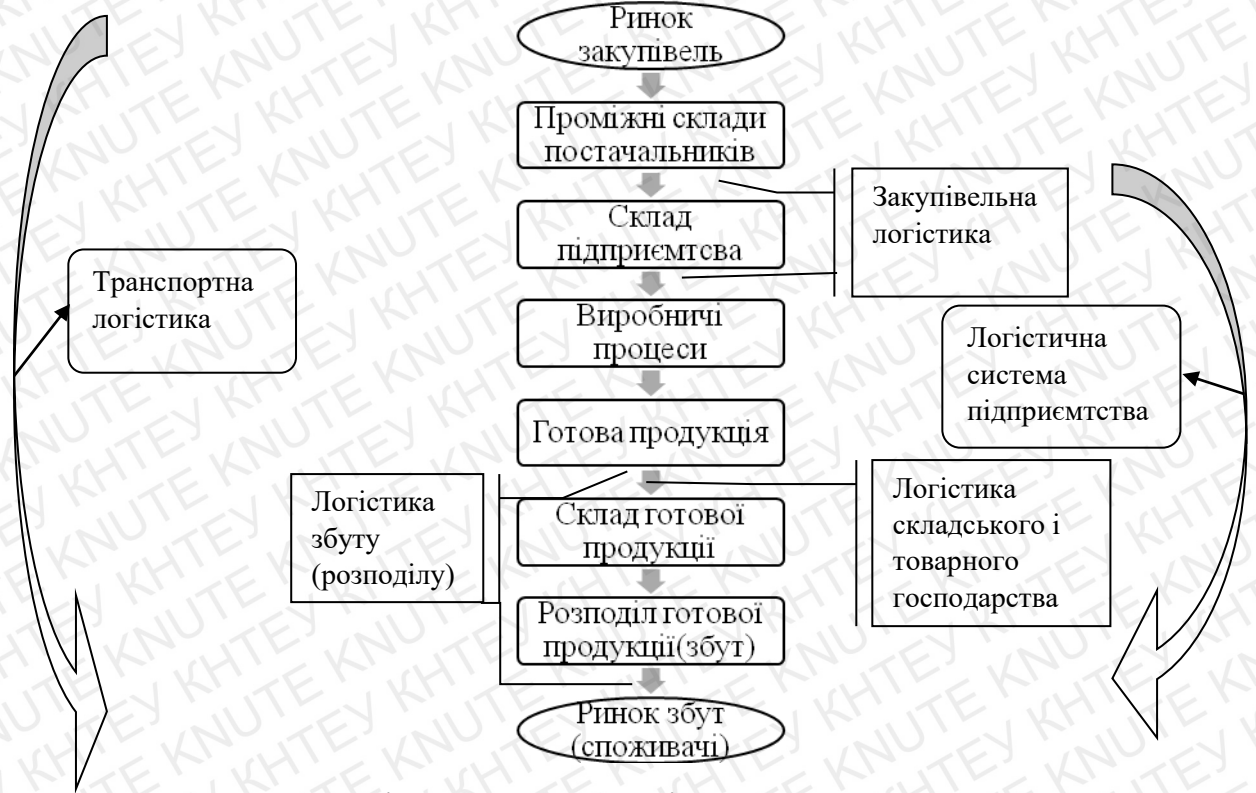 Ринок
закупівель
Проміжні склади
постачальників
Закупівельна
логістика
Склад
підприємтсва
Транспортна
логістика
Виробничі
процеси
Логістична
система
підприємтства
Готова продукція
Логістика
збуту
(розподілу)
Логістика
складського і
товарного
господарства
Склад готової
продукції
Розподіл готової
продукції(збут)
Ринок збут
(споживачі)